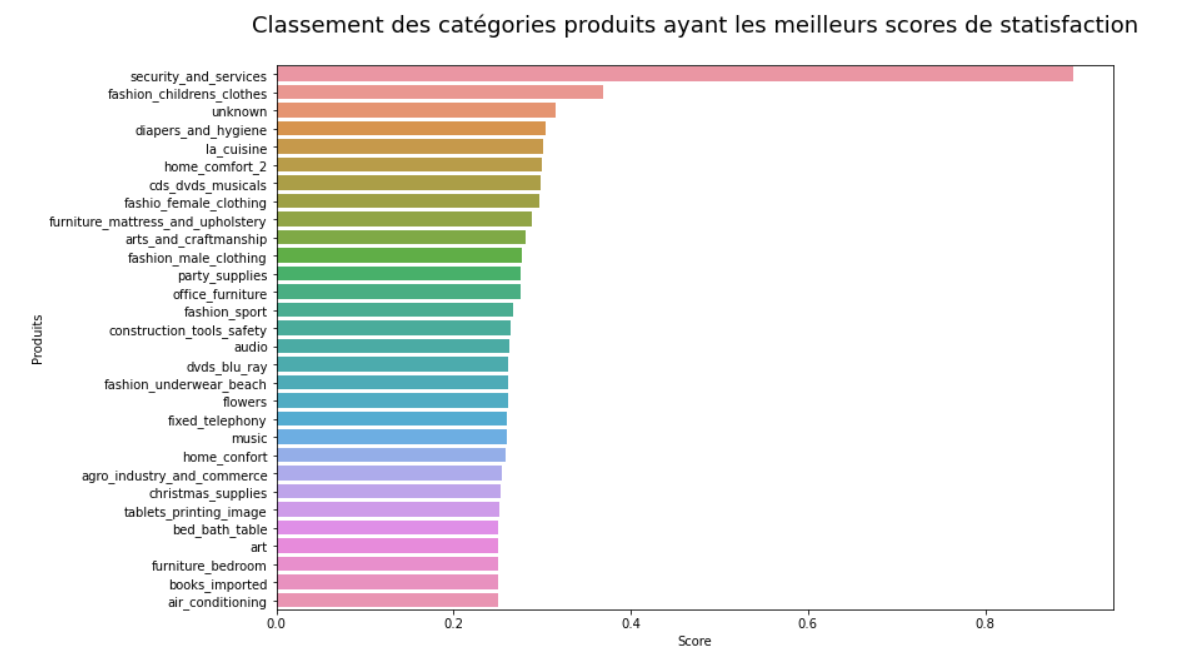 Classement des catégories produits ayant les meilleurs scores de statisfaction
security_and_services
fashion_childrens_clothes
unknown
diapers_and_hygiene
la_cuisine
home_comfort_2
cds_dvds_musicals
fashio_female_clothing
furniture_mattress_and_upholstery
arts_and_craftmanship
fashion_male_clothing
party_supplies
office_furniture
fashion_sport
construction_tools_safety
audio
dvds_blu_ray
fashion_underwear_beach
flowers
fixed_telephony
music
home_confort
agro_industry_and_commerce
christmas_supplies
tablets_printing_image
bed_bath_table
art
furniture_bedroom
books_imported
air_conditioning
Produits
0.0 0.2 0.4 0.6 0.8
Score